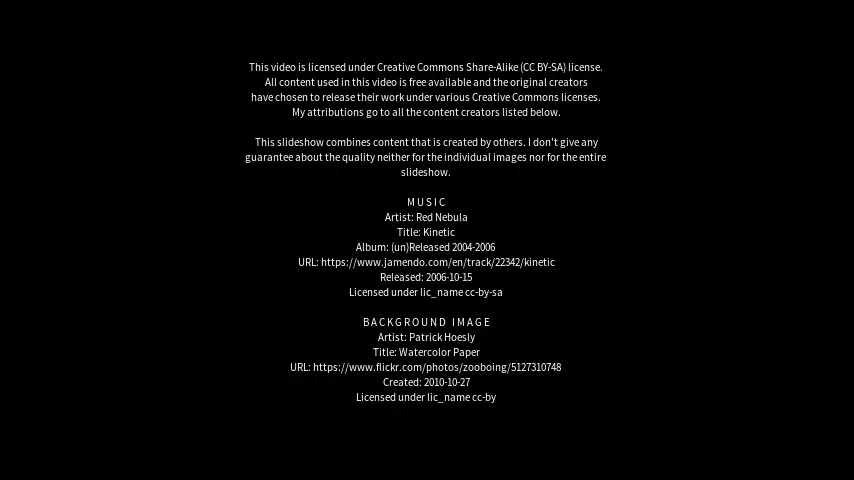 This video is licensed under Creative Commons Share-Alike (CC BY-SA) license.
All content used in this video is free available and the original creators
have chosen to release their work under various Creative Commons licenses.
My attributions go to all the content creators listed below.
This slideshow combines content that is created by others. I don't give any
guarantee about the quality neither for the individual images nor for the entire
slideshow.
MUSIC
Artist: Red Nebula
Title: Kinetic
Album: (un)Released 2004-2006
URL: https://www.jamendo.com/en/track/22342/kinetic
Released: 2006-10-15
Licensed under lic_name cc-by-sa
BACKGROUND IMAGE
Artist: Patrick Hoesly
Title: Watercolor Paper
URL: https://www.flickr.com/photos/zooboing/5127310748
Created: 2010-10-27
Licensed under lic_name cc-by